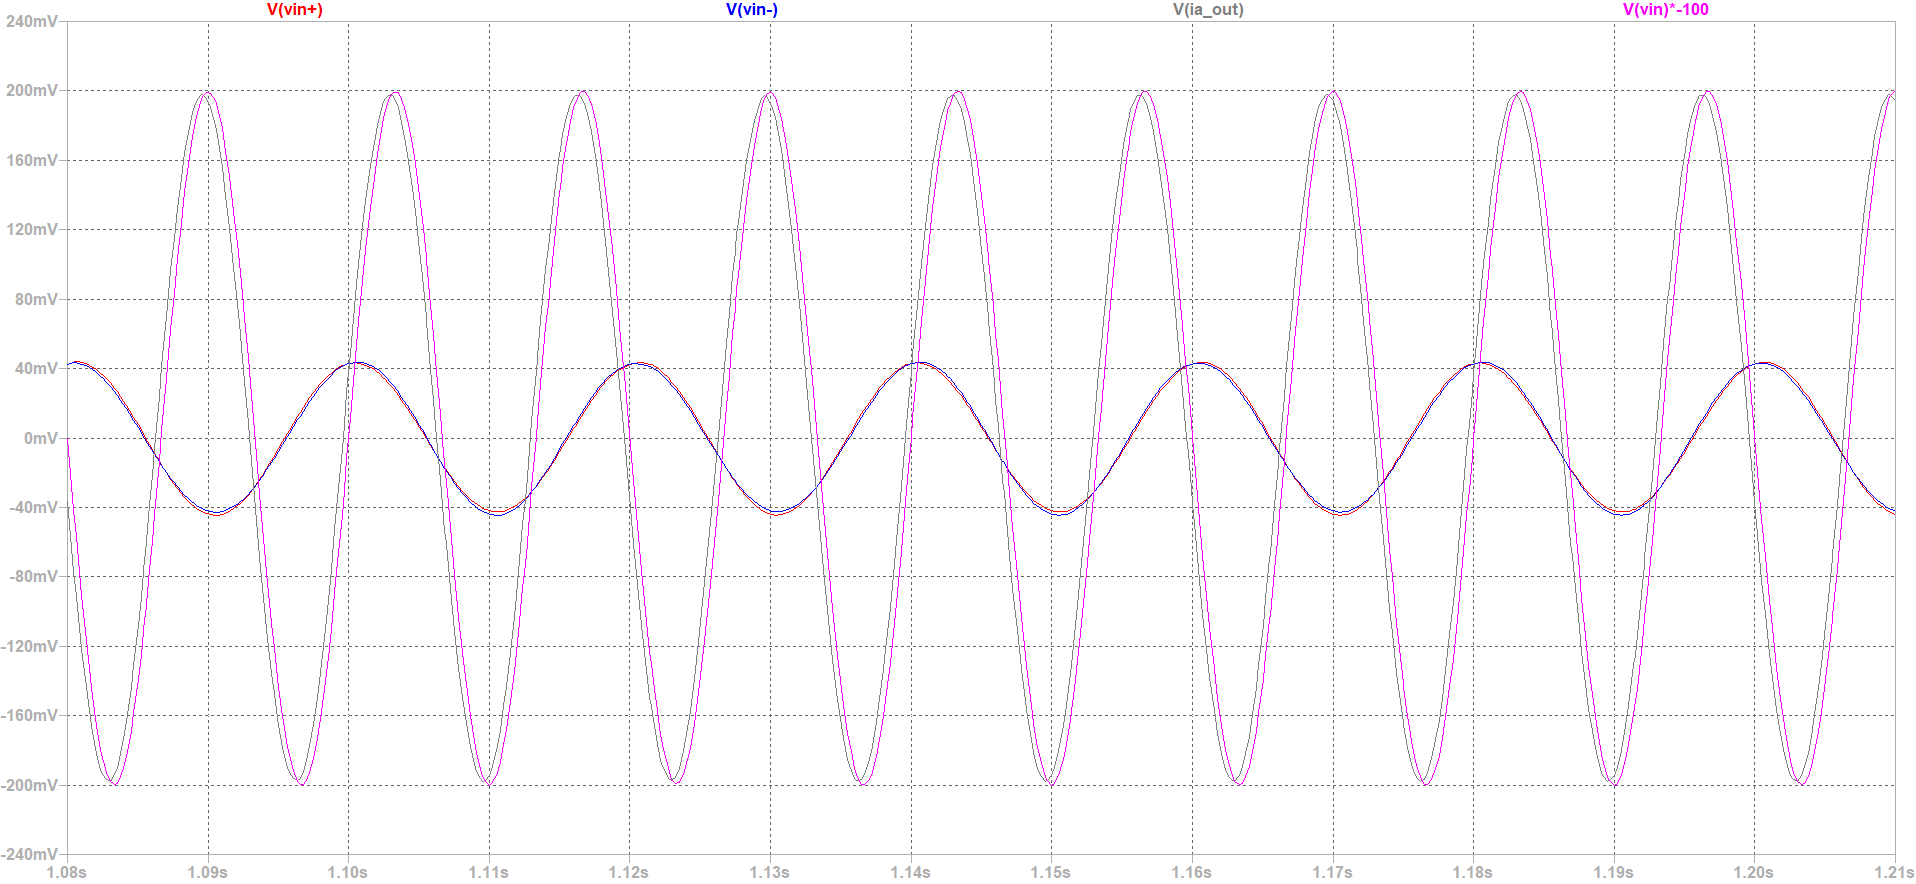 V(vin+) V(vin-) V(ia_out) V(vin)*-100
240mV
200mV
160mV
120mV
80mV
40mV
0mV
-40mV
-80mV
-120mV
-160mV
-200mV
-240mV
1.08s 1.09s 1.10s 1.11s 1.12s 1.13s 1.14s 1.15s 1.16s 1.17s 1.18s 1.19s 1.20s 1.21s